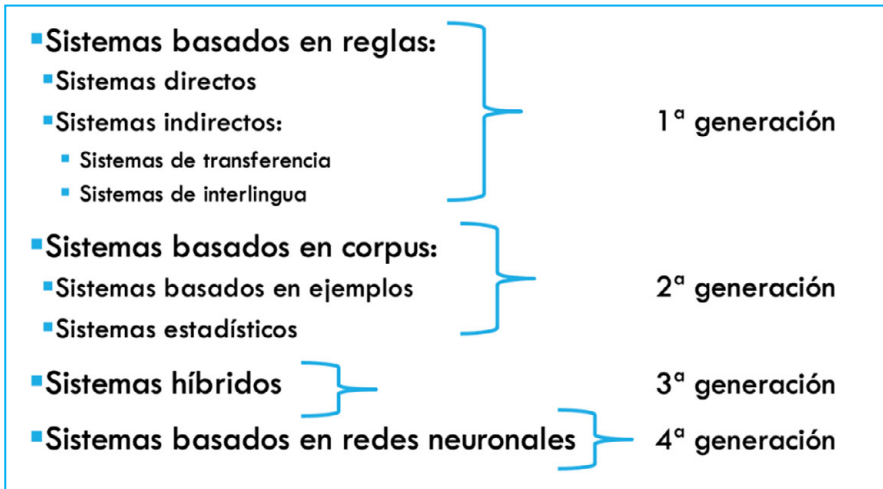 Sistemas basados en reglas:
Sistemas directos
Sistemas indirectos: 1ª generación
Sistemas de transferencia
Sistemas de interlingua
Sistemas basados en corpus:
Sistemas basados en ejemplos 2ª generación
Sistemas estadísticos
Sistemas híbridos 3ª generación
Sistemas basados en redes neuronales 4ª generación